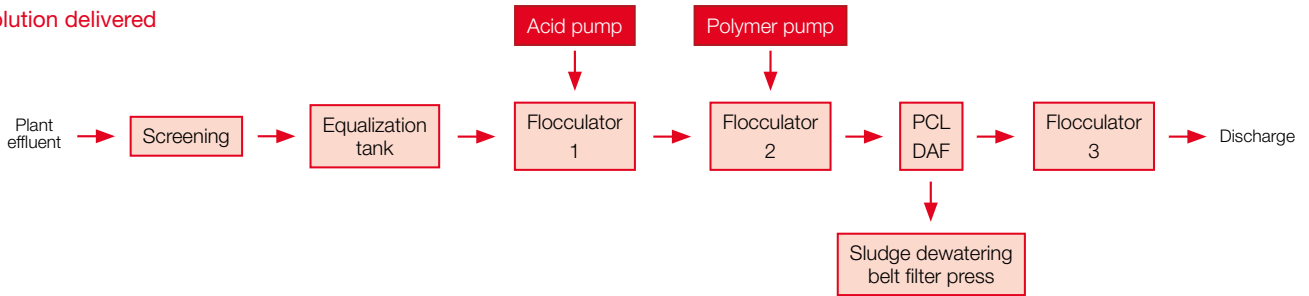 olution delivered
Acid pump
Polymer pump
Plant
effluent
Screening
Equalization
tank
Flocculator
1
Flocculator
2
PCL
DAF
Flocculator
3
Discharge
Sludge dewatering
belt filter press